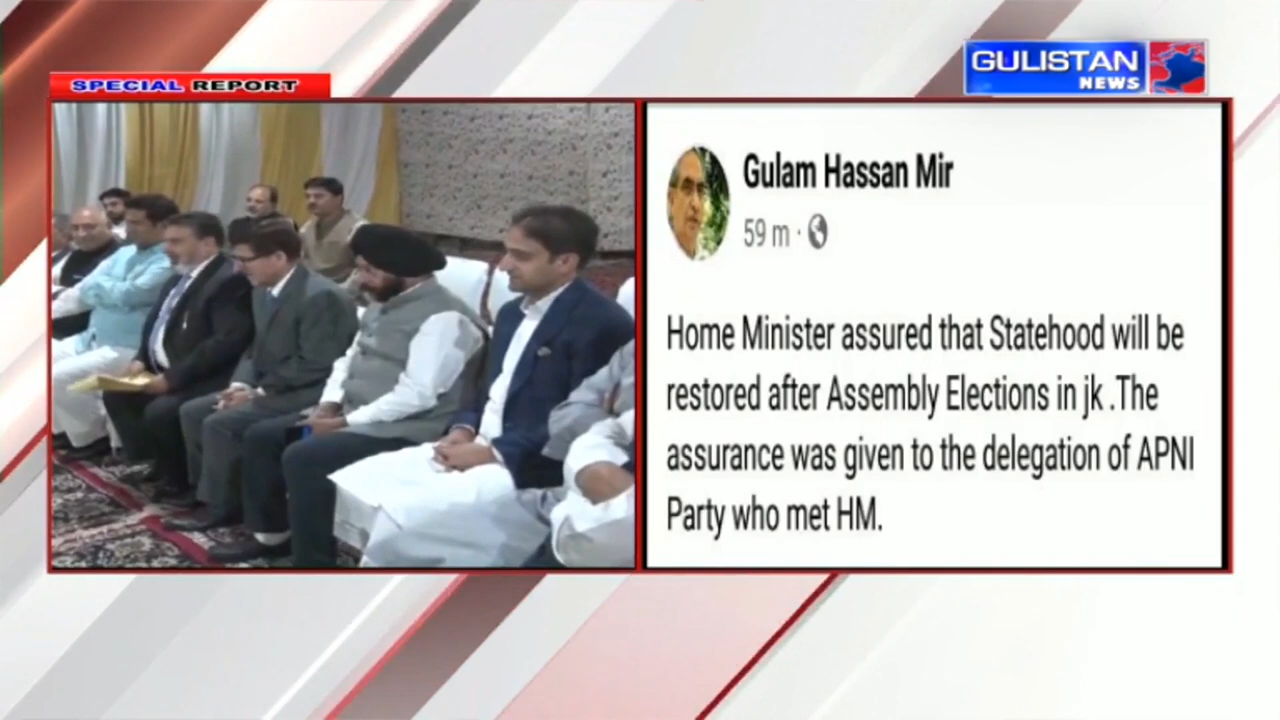 SPECIAL REPORT
GULISTAN
NEWS
Gulam Hassan Mir
59 m ·
Home Minister assured that Statehood will be
restored after Assembly Elections in jk .The
assurance was given to the delegation of APNI
Party who met HM.